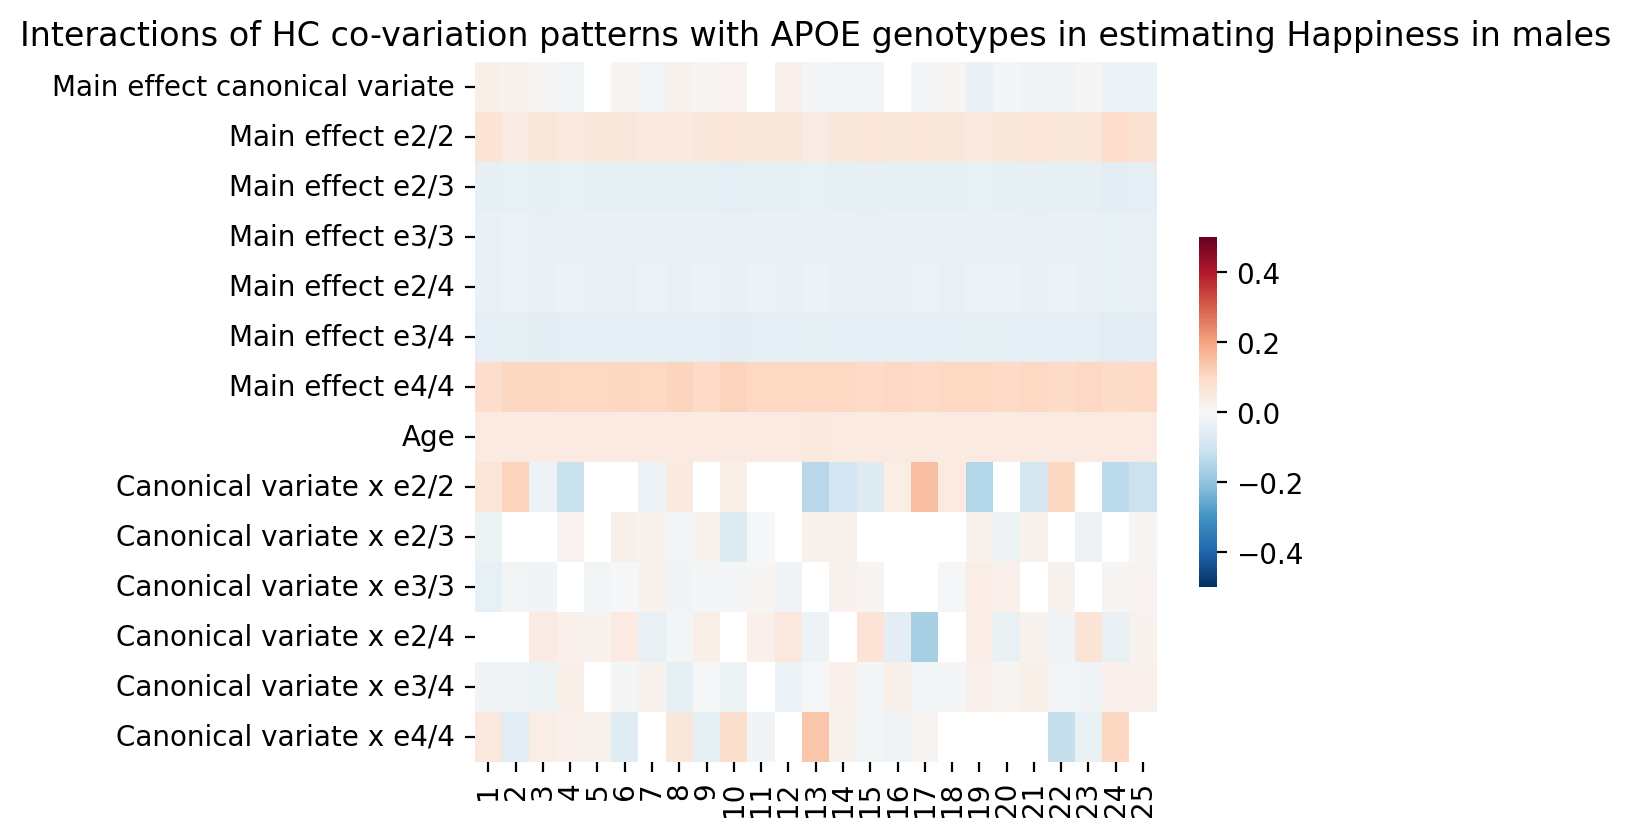 Interactions of HC co-variation patterns with APOE genotypes in estimating Happiness in males
Main effect canonical variate
Main effect e2/2
Main effect e2/3
Main effect e3/3
Main effect e2/4
Main effect e3/4
Main effect e4/4
Age
Canonical variate x e2/2
Canonical variate x e2/3
Canonical variate x e3/3
Canonical variate x e2/4
Canonical variate x e3/4
Canonical variate x e4/4
1 2 3 4 5 6 7 8 9 10 11 12 13 14 15 16 17 18 19 20 21 22 23 24 25
0.4
0.2
0.0
−0.2
−0.4